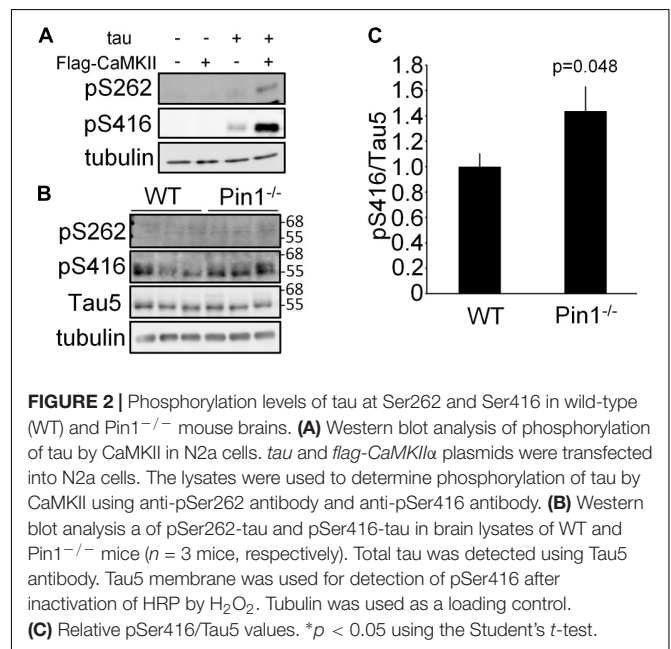 A
tau - - + +
Flag-CaMKII - + - +
pS262
pS416
tubulin
B
WT Pin1-/-
pS262
-68
-55
pS416
-68
-55
Tau5
-68
-55
tubulin
C
pS416/Tau5
1.8
1.6
1.4
1.2
1.0
0.8
0.6
0.4
0.2
0
p=0.048
WT Pin1-/-
FIGURE 2 | Phosphorylation levels of tau at Ser262 and Ser416 in wild-type
(WT) and Pin1−/− mouse brains. (A) Western blot analysis of phosphorylation
of tau by CaMKII in N2a cells. tau and flag-CaMKIIα plasmids were transfected
into N2a cells. The lysates were used to determine phosphorylation of tau by
CaMKII using anti-pSer262 antibody and anti-pSer416 antibody. (B) Western
blot analysis a of pSer262-tau and pSer416-tau in brain lysates of WT and
Pin1−/− mice (n = 3 mice, respectively). Total tau was detected using Tau5
antibody. Tau5 membrane was used for detection of pSer416 after
inactivation of HRP by H2O2. Tubulin was used as a loading control.
(C) Relative pSer416/Tau5 values. *p < 0.05 using the Student's t-test.